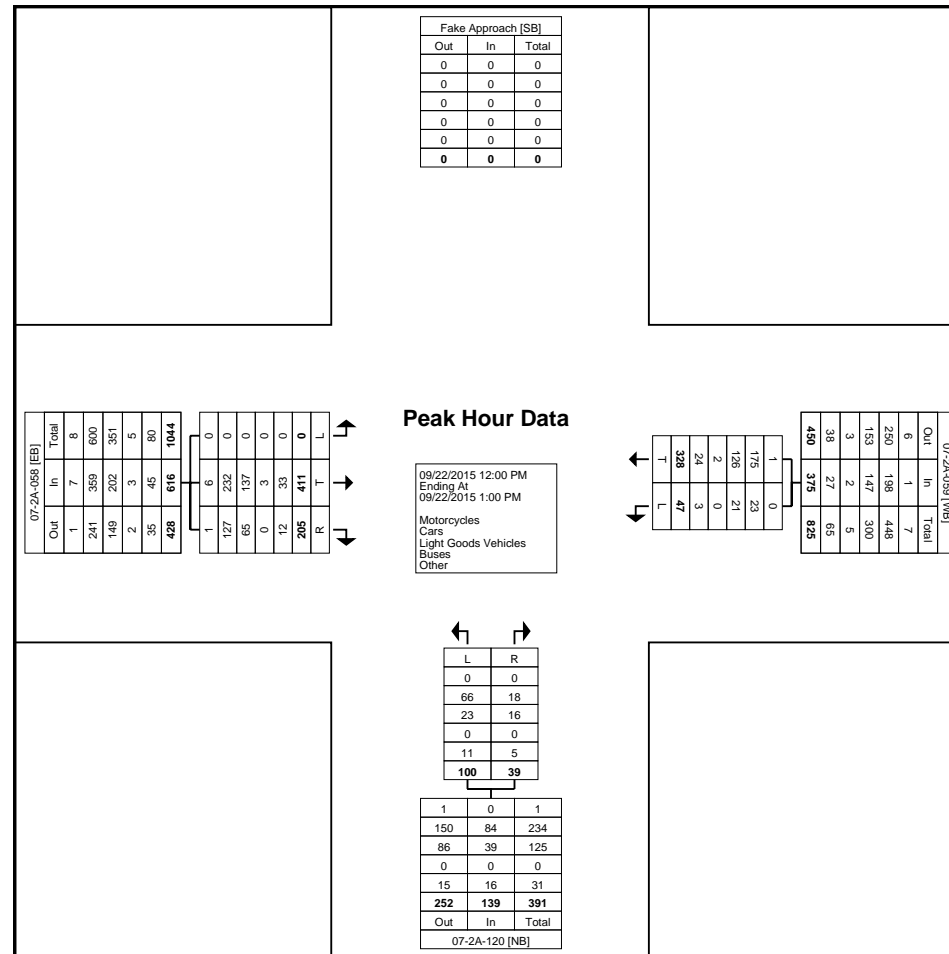 Fake Approach [SB]
Out In Total
0 0 0
0 0 0
0 0 0
0 0 0
0 0 0
0 0 0
Peak Hour Data
09/22/2015 12:00 PM
Ending At
09/22/2015 1:00 PM
Motorcycles
Cars
Light Goods Vehicles
Buses
Other
07-2A-058 [EB]
Total 8 600 351 5 80 1044
In 7 359 202 3 45 616
Out 1 241 149 2 35 428
0 0 0 0 0 0 L
6 232 137 3 33 411 T
1 127 65 0 12 205 R
T 328 24 2 126 175 1
L 47 3 0 21 23 0
07-2A-059 [WB]
Out In Total
6 1 7
250 198 448
153 147 300
3 2 5
38 27 65
450 375 825
L R
0 0
66 18
23 16
0 0
11 5
100 39
1 0 1
150 84 234
86 39 125
0 0 0
15 16 31
252 139 391
Out In Total
07-2A-120 [NB]